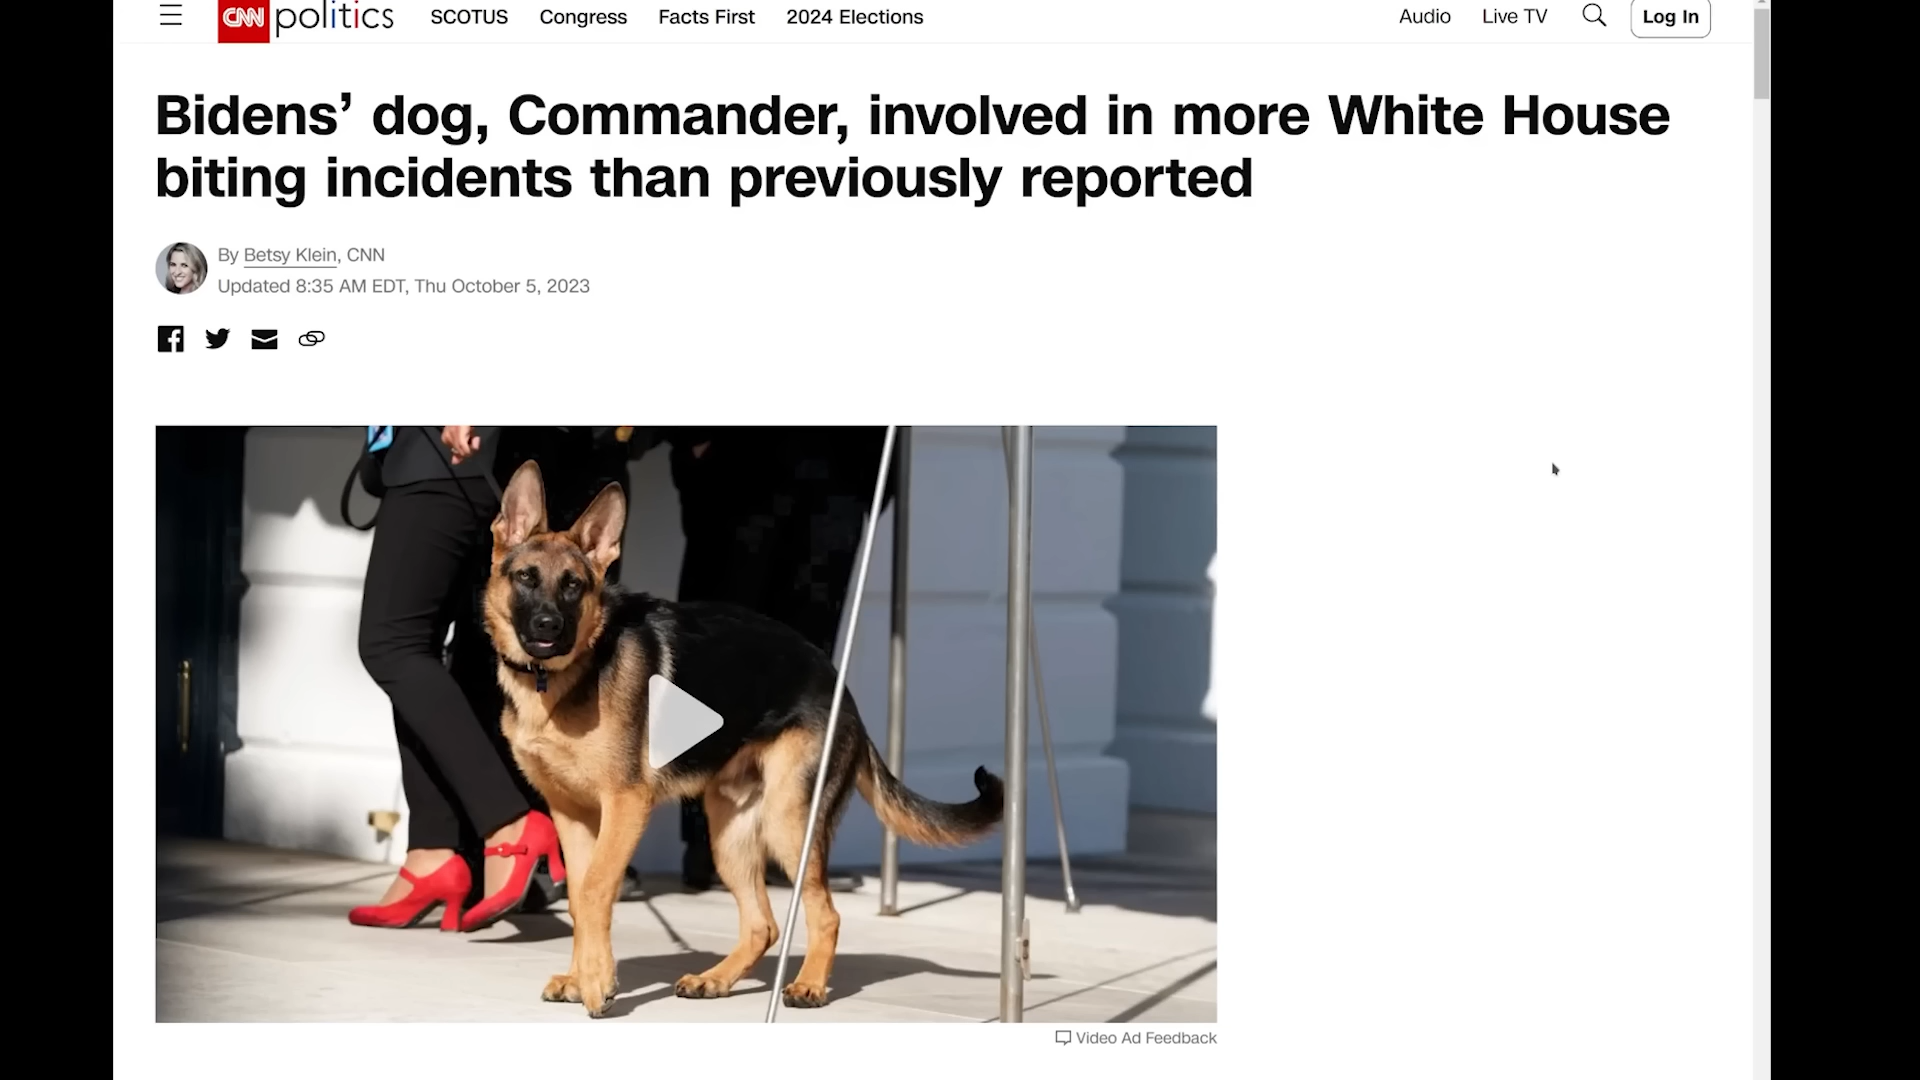 CNN politics SCOTUS Congress Facts First 2024 Elections Audio Live TV Log In
Bidens’ dog, Commander, involved in more White House
biting incidents than previously reported
By Betsy Klein, CNN
Updated 8:35 AM EDT, Thu October 5, 2023
Video Ad Feedback